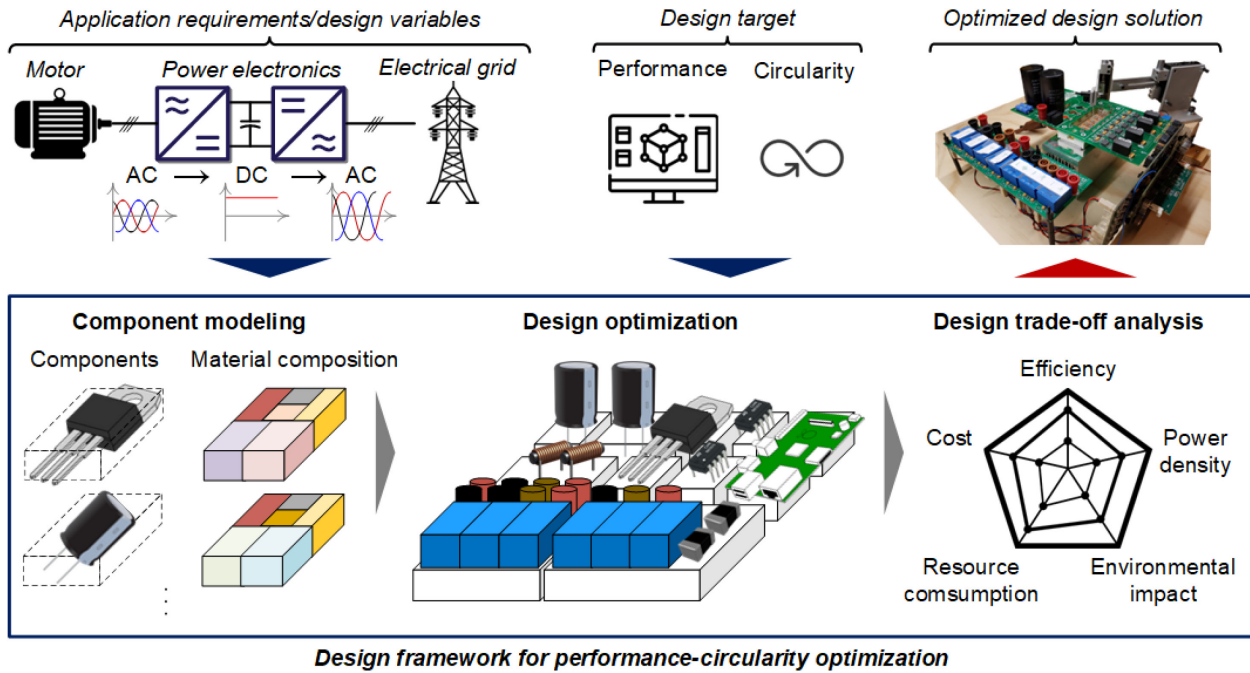 Application requirements/design variables
Design target
Optimized design solution
Motor
Power electronics
Electrical grid
Performance
Circularity
AC
DC
AC
Component modeling
Design optimization
Design trade-off analysis
Components
Material composition
Efficiency
Cost
Power
density
Resource
comsumption
Environmental
impact
Design framework for performance-circularity optimization